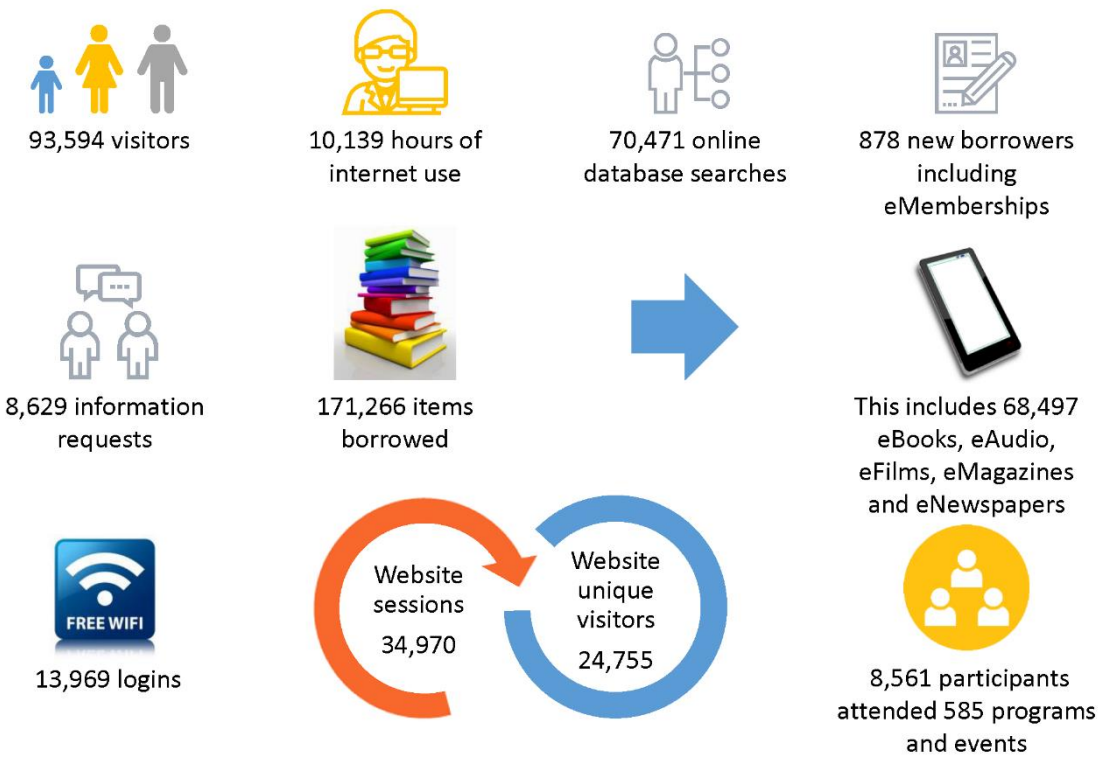 93,594 visitors
10,139 hours of
internet use
70,471 online
database searches
878 new borrowers
including
eMemberships
8,629 information
requests
171,266 items
borrowed
This includes 68,497
eBooks, eAudio,
eFilms, eMagazines
and eNewspapers
FREE WIFI
13,969 logins
Website
sessions
34,970
Website
unique
visitors
24,755
8,561 participants
attended 585 programs
and events